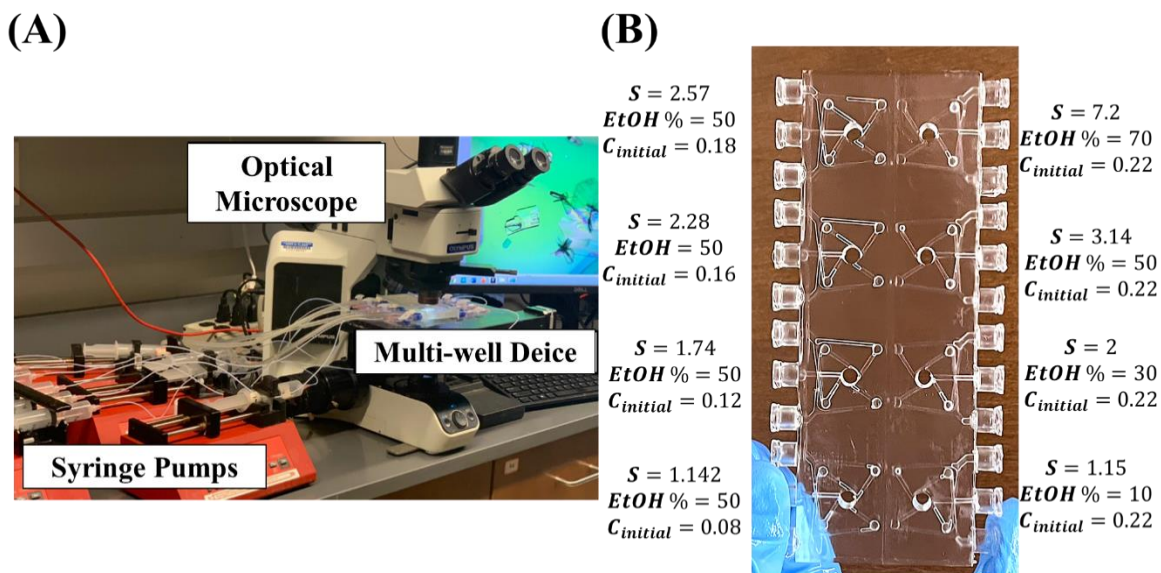 (A)
Optical
Microscope
Multi-well Deice
Syringe Pumps
(B)
S = 2.57
EtOH % = 50
C_initial = 0.18
S = 2.28
EtOH = 50
C_initial = 0.16
S = 1.74
EtOH % = 50
C_initial = 0.12
S = 1.142
EtOH % = 50
C_initial = 0.08
S = 7.2
EtOH % = 70
C_initial = 0.22
S = 3.14
EtOH % = 50
C_initial = 0.22
S = 2
EtOH % = 30
C_initial = 0.22
S = 1.15
EtOH % = 10
C_initial = 0.22
OLYMPUS